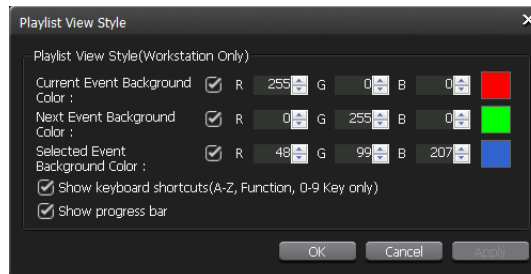 Playlist View Style
Playlist View Style(Workstation Only)
Current Event Background Color : R 255 G 0 B 0
Next Event Background Color : R 0 G 255 B 0
Selected Event Background Color : R 48 G 99 B 207
Show keyboard shortcuts(A-Z, Function, 0-9 Key only)
Show progress bar
OK Cancel Apply